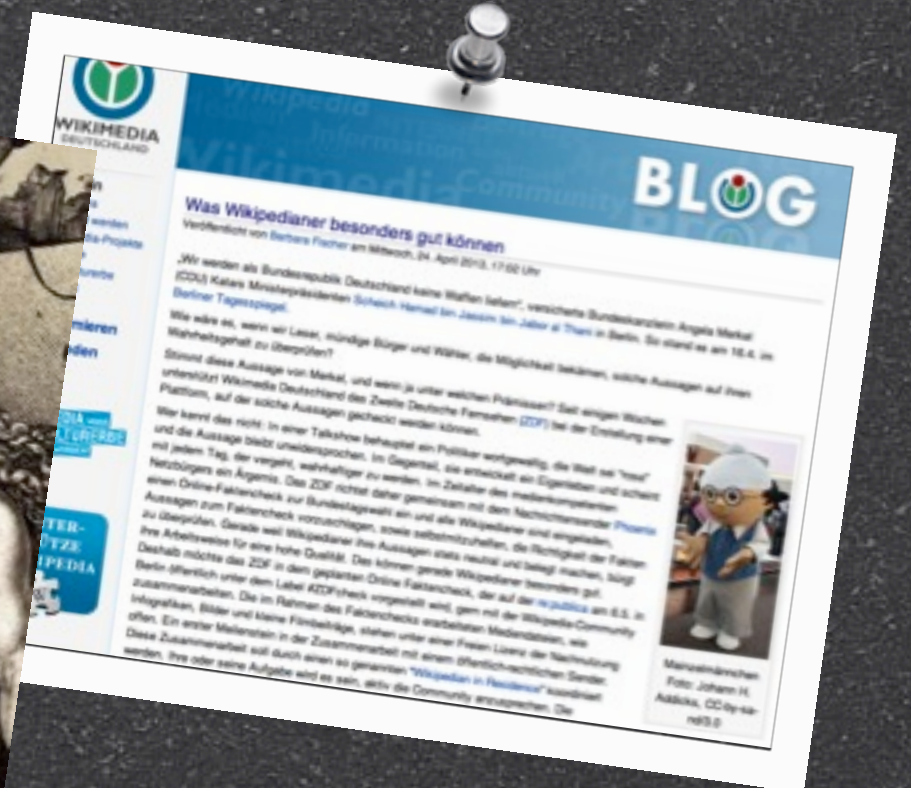 WIKIMEDIA
DEUTSCHLAND
Wikipedia
Information
Wikimedia
Community
BLOG
werden
dia-Projekte
mieren
TER-
ÜTZE
IPEDIA
Was Wikipedianer besonders gut können
Veröffentlicht von Barbara Fischer am Mittwoch, 24. April 2013, 17:02 Uhr
„Wir werden als Bundesrepublik Deutschland keine Waffen liefern“, versicherte Bundeskanzlerin Angela Merkel
(CDU) Katars Ministerpräsidenten Scheich Hamad bin Jassim bin Jabor al Thani in Berlin. So stand es am 18.4. im
Berliner Tagesspiegel.
Wie wäre es, wenn wir Leser, mündige Bürger und Wähler, die Möglichkeit bekämen, solche Aussagen auf ihren
Wahrheitsgehalt zu überprüfen?
Stimmt diese Aussage von Merkel, und wenn ja unter welchen Prämissen? Seit einigen Wochen
unterstützt Wikimedia Deutschland das Zweite Deutsche Fernsehen (ZDF) bei der Erstellung einer
Plattform, auf der solche Aussagen gecheckt werden können.
Wer kennt das nicht: In einer Talkshow behauptet ein Politiker wortgewaltig, die Welt sei "neu"
und die Aussage bleibt unwidersprochen. Im Gegenteil, sie entwickelt ein Eigenleben und scheint
mit jedem Tag, der vergeht, wahrhaftiger zu werden. Im Zeitalter des medienkompetenten
Netzbürgers ein Ärgernis. Das ZDF richtet daher gemeinsam mit dem Nachrichtensender Phoenix
einen Online-Faktencheck zur Bundestagswahl ein und alle Wikipedianer sind eingeladen,
Aussagen zum Faktencheck vorzuschlagen, sowie selbst mitzuhelfen, die Richtigkeit der Fakten
zu überprüfen. Gerade weil Wikipedianer ihre Aussagen stets neutral und belegt machen, bürgt
ihre Arbeitsweise für eine hohe Qualität. Das können gerade Wikipedianer besonders gut.
Deshalb möchte das ZDF in dem geplanten Online Faktencheck, der auf der re:publica am 6.5. in
Berlin öffentlich unter dem Label #ZDFcheck vorgestellt wird, gern mit der Wikipedia-Community
zusammenarbeiten. Die im Rahmen des Faktenchecks erarbeiteten Mediendateien, wie
Infografiken, Bilder und kleine Filmbeiträge, stehen unter einer Freien Lizenz der Nachnutzung
offen. Ein erster Meilenstein in der Zusammenarbeit mit einem öffentlich-rechtlichen Sender.
Diese Zusammenarbeit soll durch einen so genannten "Wikipedian in Residence" koordiniert
werden. Ihre oder seine Aufgabe wird es sein, aktiv die Community anzusprechen. Die
Mainzelmännchen
Foto: Johann H.
Addicks, CC-by-sa-
nd/3.0